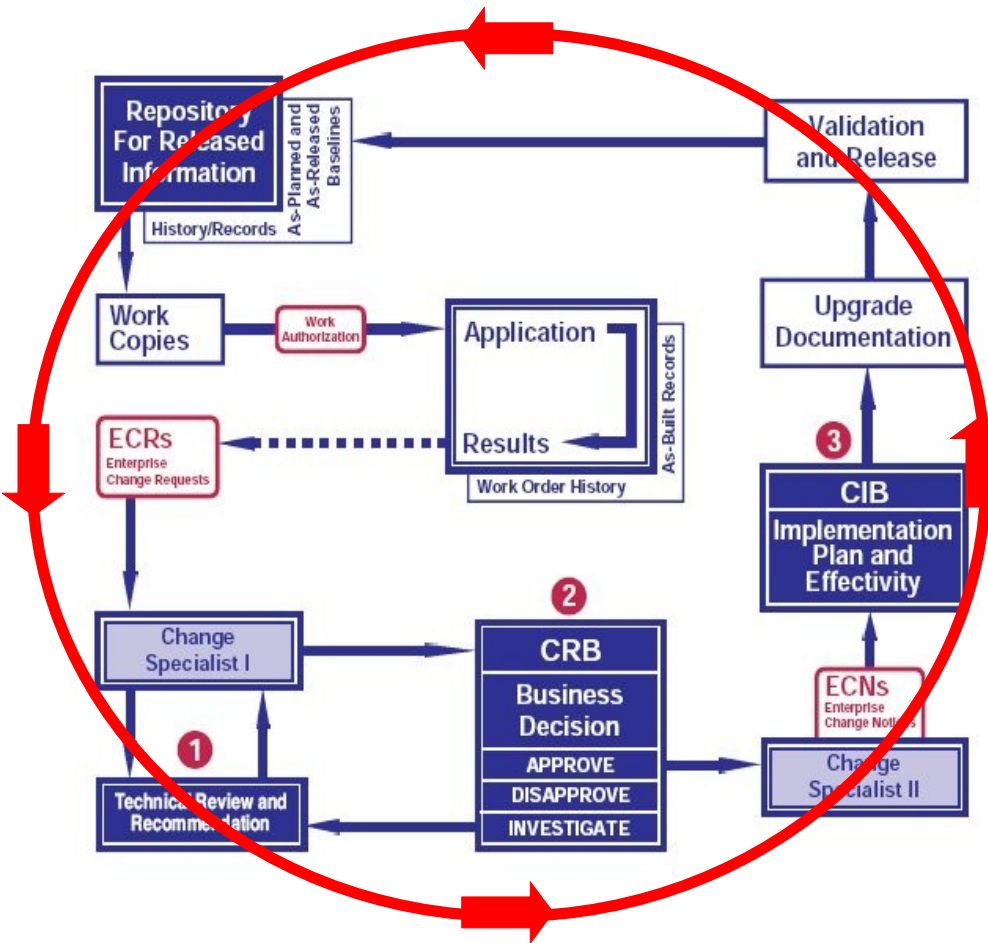 Repository
For Released
Information
As-Planned and
As-Released
Baselines
History/Records
Validation
and Release
Work
Copies
Work
Authorization
Application
Results
As-Built Records
Work Order History
Upgrade
Documentation
ECRs
Enterprise
Change Requests
3
CIB
Implementation
Plan and
Effectivity
Change
Specialist I
1
Technical Review and
Recommendation
2
CRB
Business
Decision
APPROVE
DISAPPROVE
INVESTIGATE
ECNs
Enterprise
Change Notices
Change
Specialist II